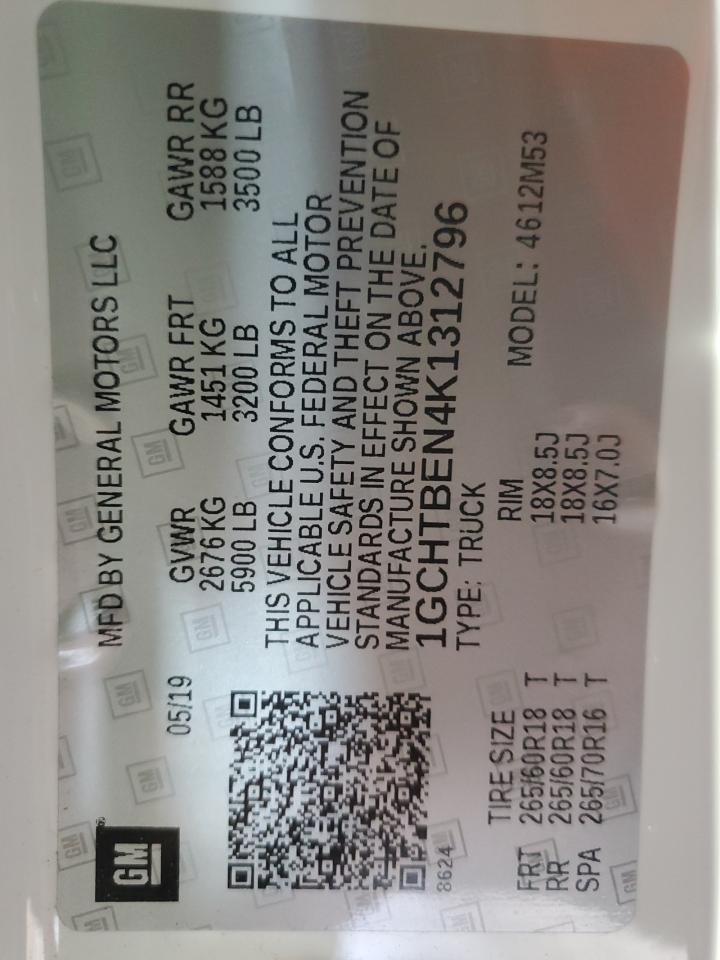 GM
MFD BY GENERAL MOTORS LLC
05/19
GVWR GAWR FRT GAWR RR
2676 KG 1451 KG 1588 KG
5900 LB 3200 LB 3500 LB
THIS VEHICLE CONFORMS TO ALL
APPLICABLE U.S. FEDERAL MOTOR
VEHICLE SAFETY AND THEFT PREVENTION
STANDARDS IN EFFECT ON THE DATE OF
MANUFACTURE SHOWN ABOVE.
1GCHTBEN4K1312796
8624
TYPE: TRUCK
TIRE SIZE RIM MODEL: 4612M53
FRT 265/60R18 T 18X8.5J
RR 265/60R18 T 18X8.5J
SPA 265/70R16 T 16X7.0J